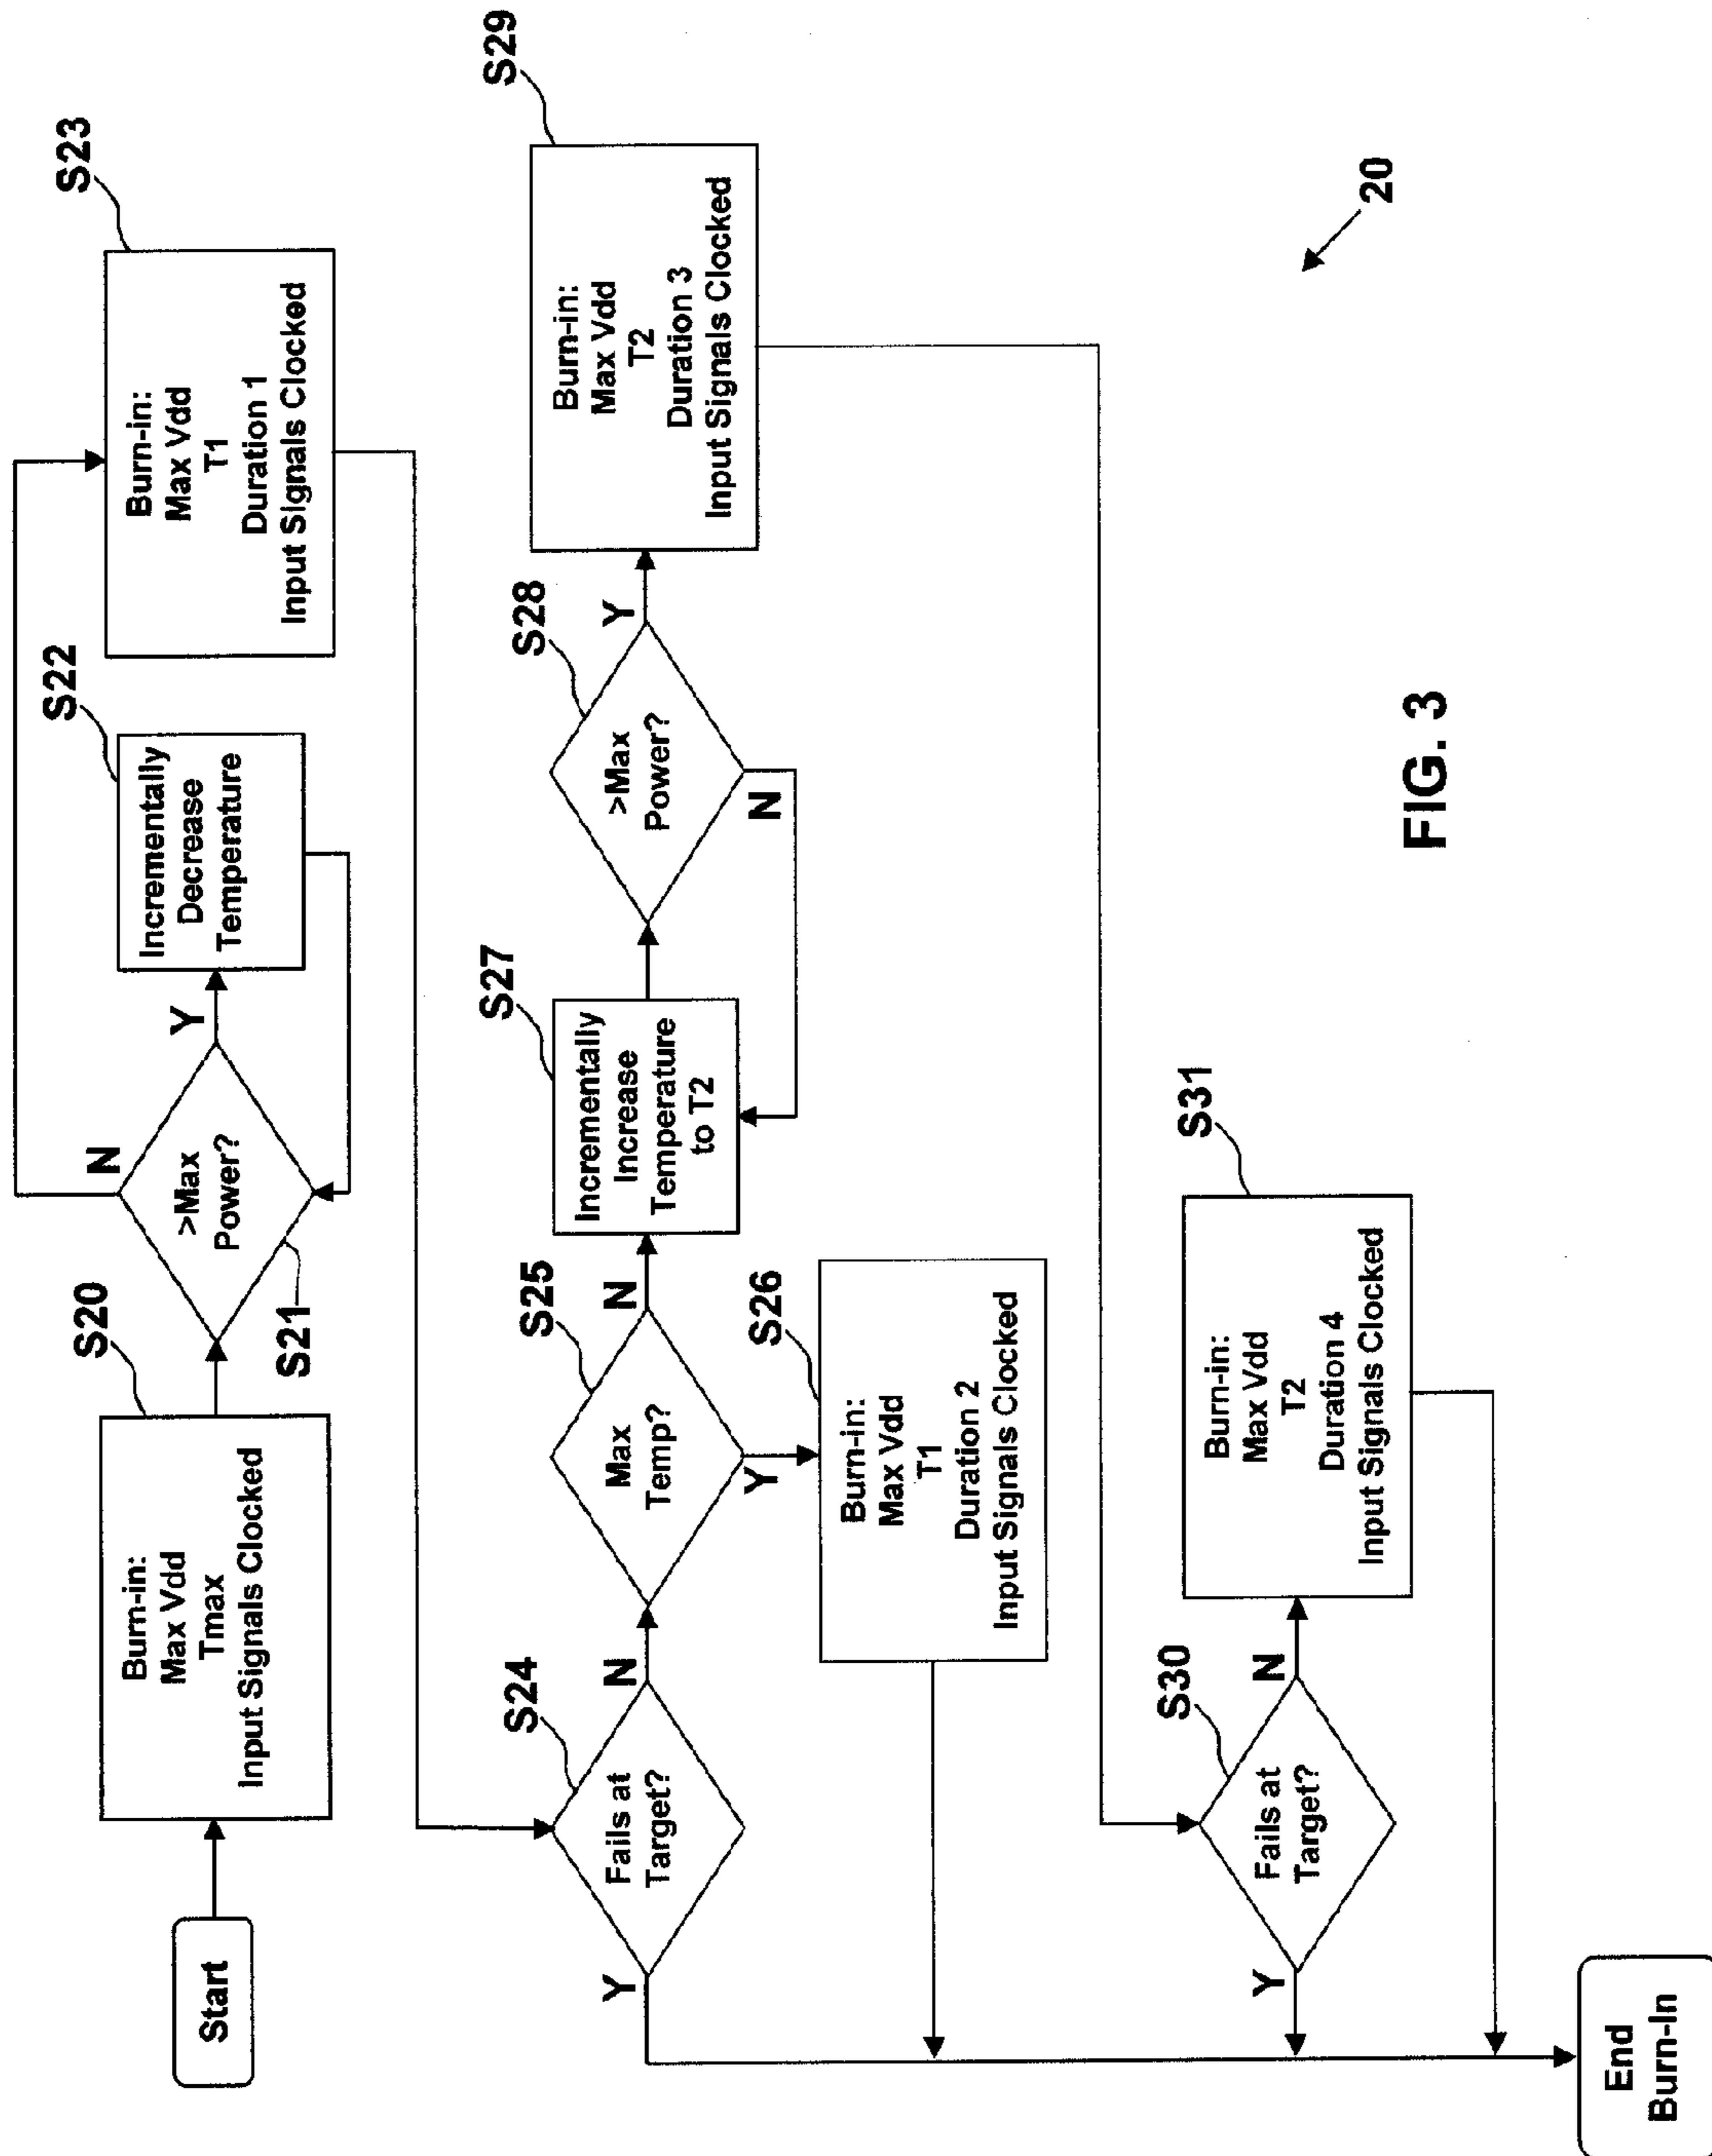 Start
S20
Burn-in:
Max Vdd
Tmax
Input Signals Clocked
S21
>Max
Power?
N
Y
S22
Incrementally
Decrease
Temperature
S23
Burn-in:
Max Vdd
T1
Duration 1
Input Signals Clocked
S24
Fails at
Target?
Y
N
S25
Max
Temp?
N
Y
S26
Burn-in:
Max Vdd
T1
Duration 2
Input Signals Clocked
S27
Incrementally
Increase
Temperature
to T2
S28
>Max
Power?
Y
N
S29
Burn-in:
Max Vdd
T2
Duration 3
Input Signals Clocked
S30
Fails at
Target?
Y
N
S31
Burn-in:
Max Vdd
T2
Duration 4
Input Signals Clocked
End
Burn-In
20
FIG. 3